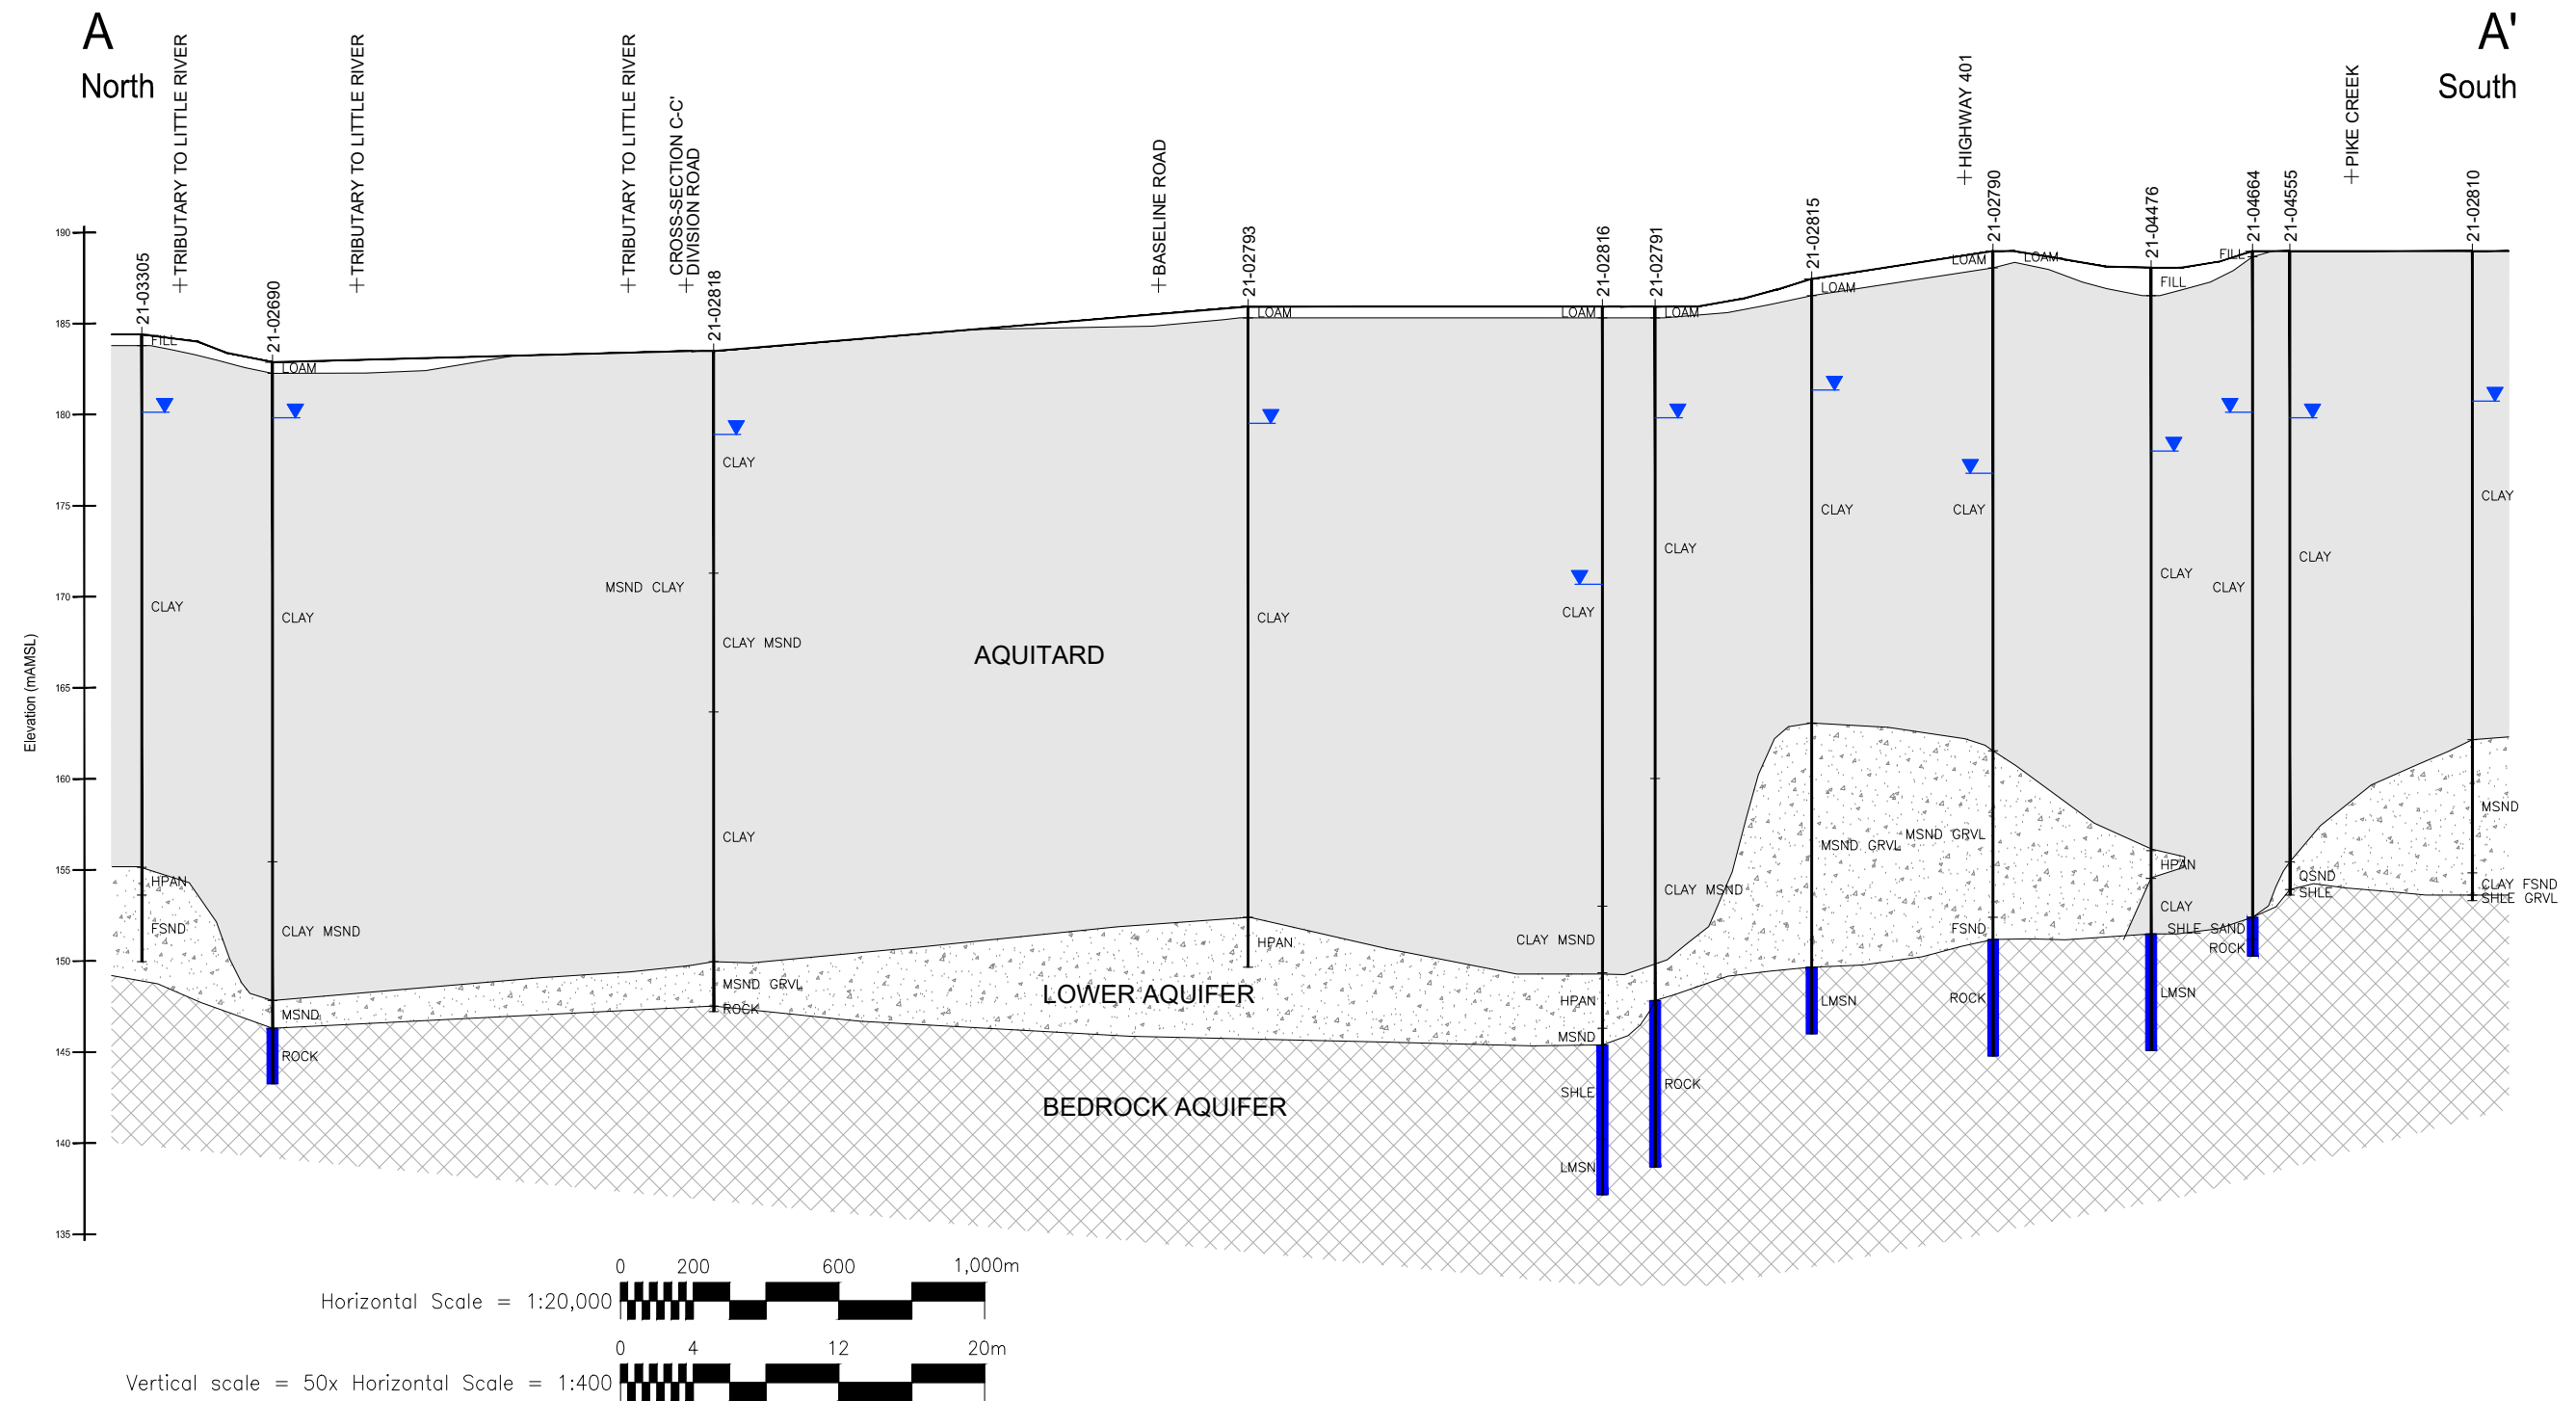 A
A'
North
South
TRIBUTARY TO LITTLE RIVER
TRIBUTARY TO LITTLE RIVER
TRIBUTARY TO LITTLE RIVER
CROSS-SECTION C-C'
DIVISION ROAD
BASELINE ROAD
HIGHWAY 401
PIKE CREEK
21-03305
21-02690
21-02818
21-02793
21-02816
21-02791
21-02815
21-02790
21-04476
21-04664
21-04555
21-02810
Elevation (mAMSL)
190
185
180
175
170
165
160
155
150
145
140
135
FILL
CLAY
HPAN
FSND
LOAM
CLAY
CLAY MSND
MSND
ROCK
CLAY
MSND CLAY
CLAY MSND
CLAY
MSND GRVL
ROCK
AQUITARD
LOWER AQUIFER
BEDROCK AQUIFER
LOAM
CLAY
HPAN
LOAM
CLAY
CLAY MSND
HPAN
MSND
SHLE
LMSN
LOAM
CLAY
CLAY MSND
ROCK
LOAM
CLAY
MSND GRVL
LMSN
LOAM
LOAM
CLAY
MSND GRVL
FSND
ROCK
FILL
CLAY
HPAN
CLAY
LMSN
FILL
CLAY
SHLE SAND
ROCK
CLAY
QSND
SHLE
CLAY
MSND
CLAY FSND
SHLE GRVL
0 200 600 1,000m
Horizontal Scale = 1:20,000
0 4 12 20m
Vertical scale = 50x Horizontal Scale = 1:400